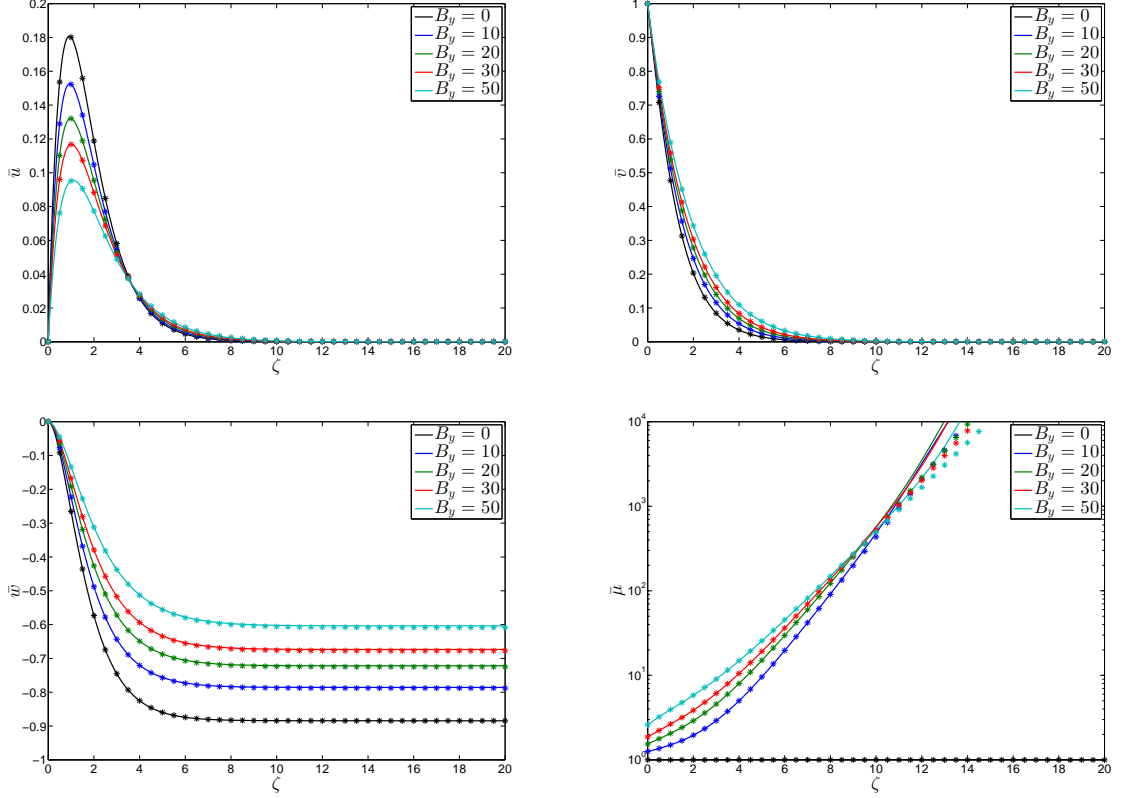 0.2
0.18
0.16
0.14
0.12
0.1
0.08
0.06
0.04
0.02
0
ū
0 2 4 6 8 10 12 14 16 18 20
ζ
B_y = 0
B_y = 10
B_y = 20
B_y = 30
B_y = 50
1
0.9
0.8
0.7
0.6
0.5
0.4
0.3
0.2
0.1
0
v̄
0 2 4 6 8 10 12 14 16 18 20
ζ
B_y = 0
B_y = 10
B_y = 20
B_y = 30
B_y = 50
0
−0.1
−0.2
−0.3
−0.4
−0.5
−0.6
−0.7
−0.8
−0.9
−1
w̄
0 2 4 6 8 10 12 14 16 18 20
ζ
B_y = 0
B_y = 10
B_y = 20
B_y = 30
B_y = 50
10^4
10^3
10^2
10^1
10^0
μ̄
0 2 4 6 8 10 12 14 16 18 20
ζ
B_y = 0
B_y = 10
B_y = 20
B_y = 30
B_y = 50